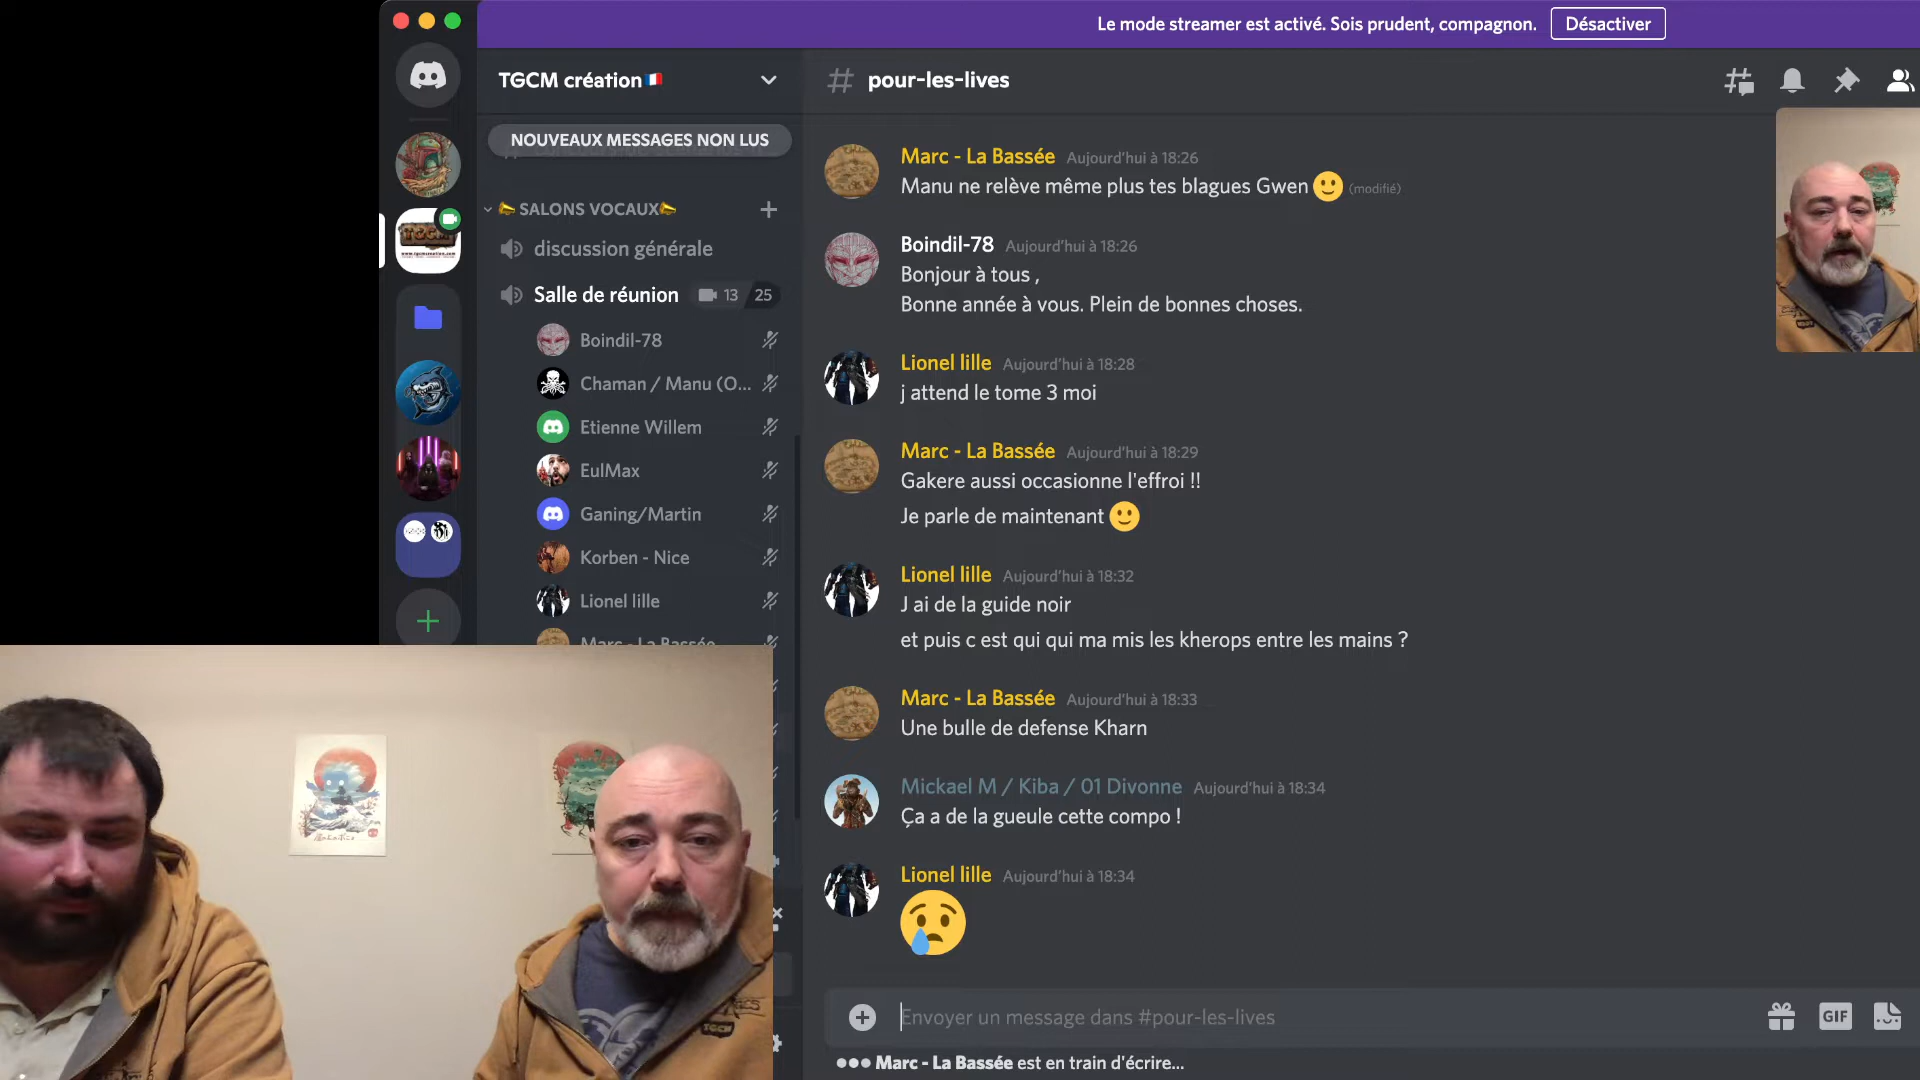 Le mode streamer est activé. Sois prudent, compagnon.
Désactiver
TGCM création
pour-les-lives
NOUVEAUX MESSAGES NON LUS
SALONS VOCAUX
discussion générale
Salle de réunion 13 25
Boindil-78
Chaman / Manu (O...
Etienne Willem
EulMax
Ganing/Martin
Korben - Nice
Lionel lille
Marc - La Bassée
Marc - La Bassée Aujourd'hui à 18:26
Manu ne relève même plus tes blagues Gwen (modifié)
Boindil-78 Aujourd'hui à 18:26
Bonjour à tous ,
Bonne année à vous. Plein de bonnes choses.
Lionel lille Aujourd'hui à 18:28
j attend le tome 3 moi
Marc - La Bassée Aujourd'hui à 18:29
Gakere aussi occasionne l'effroi !!
Je parle de maintenant
Lionel lille Aujourd'hui à 18:32
J ai de la guide noir
et puis c est qui qui ma mis les kherops entre les mains ?
Marc - La Bassée Aujourd'hui à 18:33
Une bulle de defense Kharn
Mickael M / Kiba / 01 Divonne Aujourd'hui à 18:34
Ça a de la gueule cette compo !
Lionel lille Aujourd'hui à 18:34
Envoyer un message dans #pour-les-lives
GIF
Marc - La Bassée est en train d'écrire...
TGCM